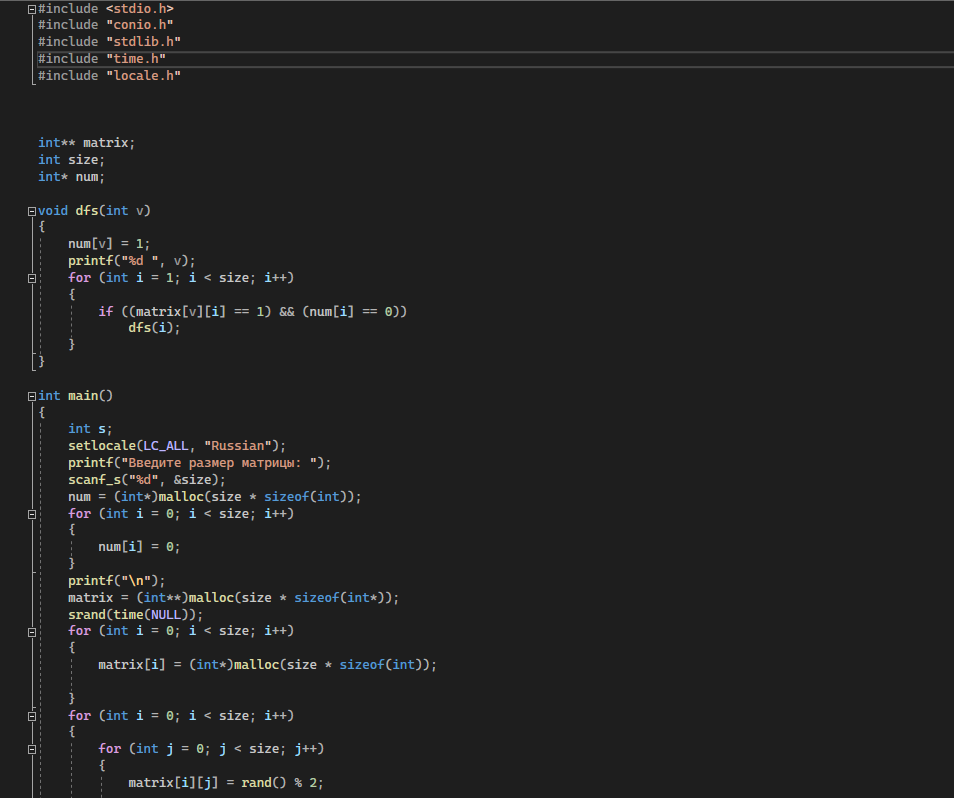 #include <stdio.h>
#include "conio.h"
#include "stdlib.h"
#include "time.h"
#include "locale.h"
int** matrix;
int size;
int* num;
void dfs(int v)
{
num[v] = 1;
printf("%d ", v);
for (int i = 1; i < size; i++)
{
if ((matrix[v][i] == 1) && (num[i] == 0))
dfs(i);
}
}
int main()
{
int s;
setlocale(LC_ALL, "Russian");
printf("Введите размер матрицы: ");
scanf_s("%d", &size);
num = (int*)malloc(size * sizeof(int));
for (int i = 0; i < size; i++)
{
num[i] = 0;
}
printf("\n");
matrix = (int**)malloc(size * sizeof(int*));
srand(time(NULL));
for (int i = 0; i < size; i++)
{
matrix[i] = (int*)malloc(size * sizeof(int));
}
for (int i = 0; i < size; i++)
{
for (int j = 0; j < size; j++)
{
matrix[i][j] = rand() % 2;